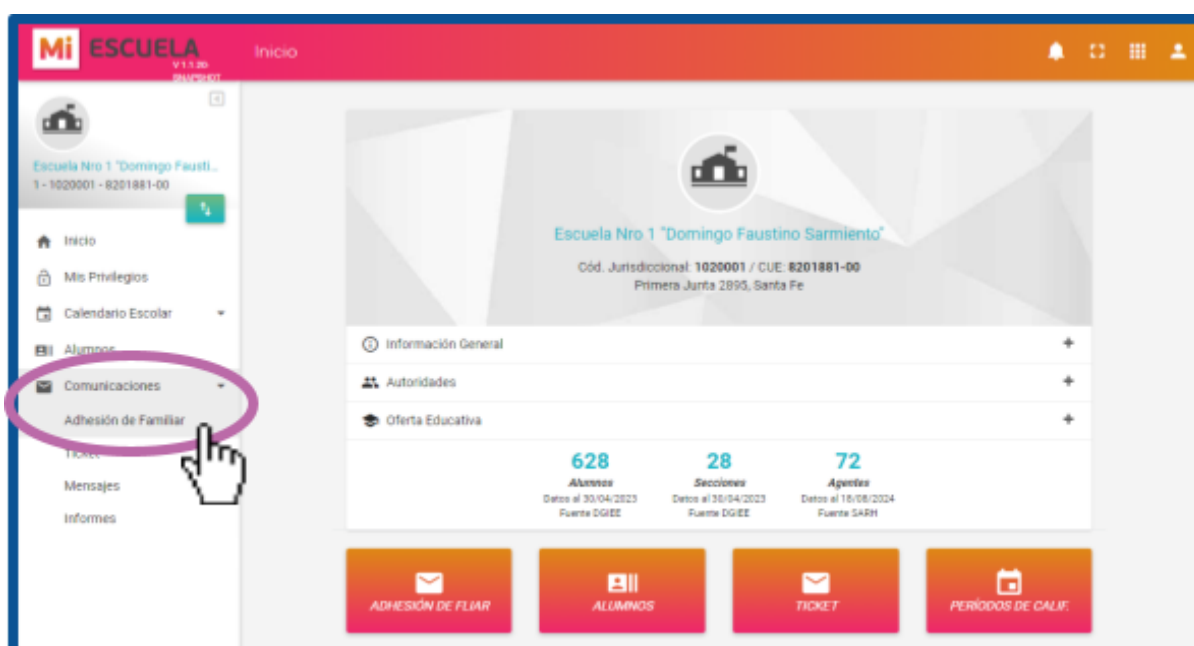 Mi ESCUELA
V 1.1.20
SNAPSHOT
Inicio
Escuela Nro 1 "Domingo Fausti...
1 - 1020001 - 8201881-00
Inicio
Mis Privilegios
Calendario Escolar
Alumnos
Comunicaciones
Adhesión de Familiar
Ticket
Mensajes
Informes
Escuela Nro 1 "Domingo Faustino Sarmiento"
Cód. Jurisdiccional: 1020001 / CUE: 8201881-00
Primera Junta 2895, Santa Fe
Información General
Autoridades
Oferta Educativa
628 28 72
Alumnos Secciones Agentes
Datos al 30/04/2023 Datos al 30/04/2023 Datos al 18/08/2024
Fuente DGIEE Fuente DGIEE Fuente SARH
ADHESIÓN DE FLIAR ALUMNOS TICKET PERÍODOS DE CALIF.